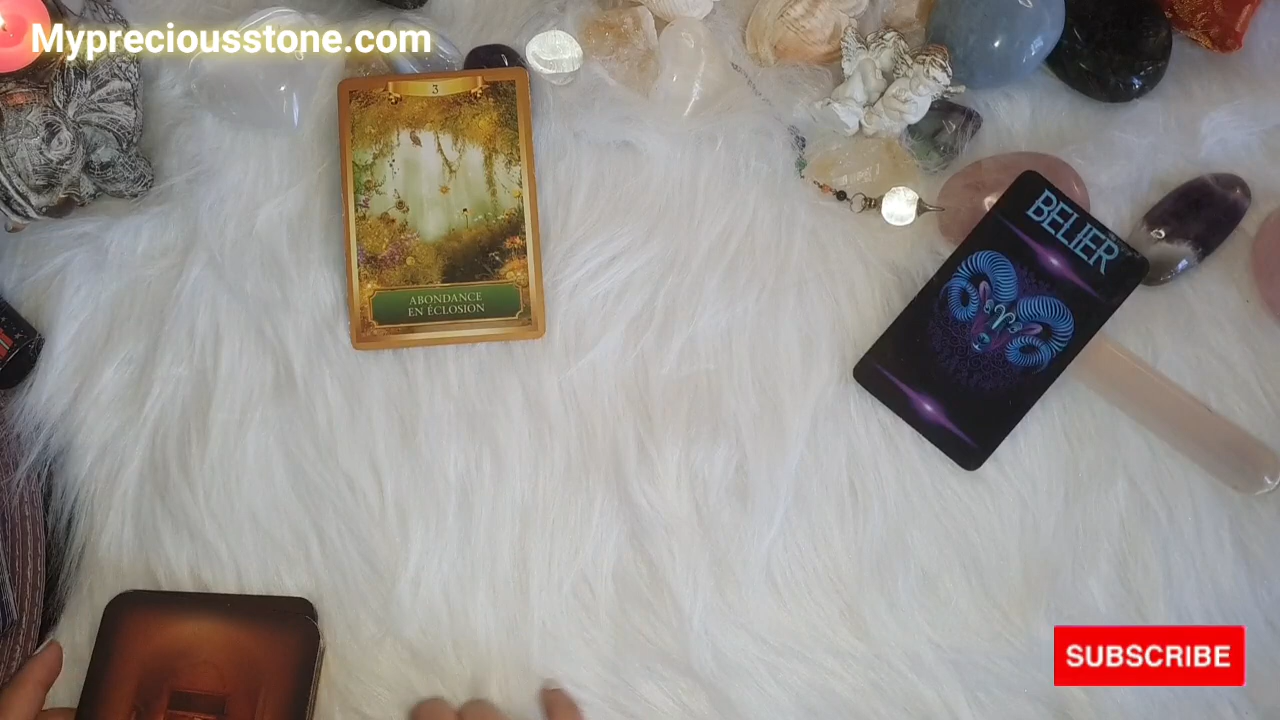 Mypreciousstone.com
3
ABONDANCE
EN ÉCLOSION
BELIER
SUBSCRIBE